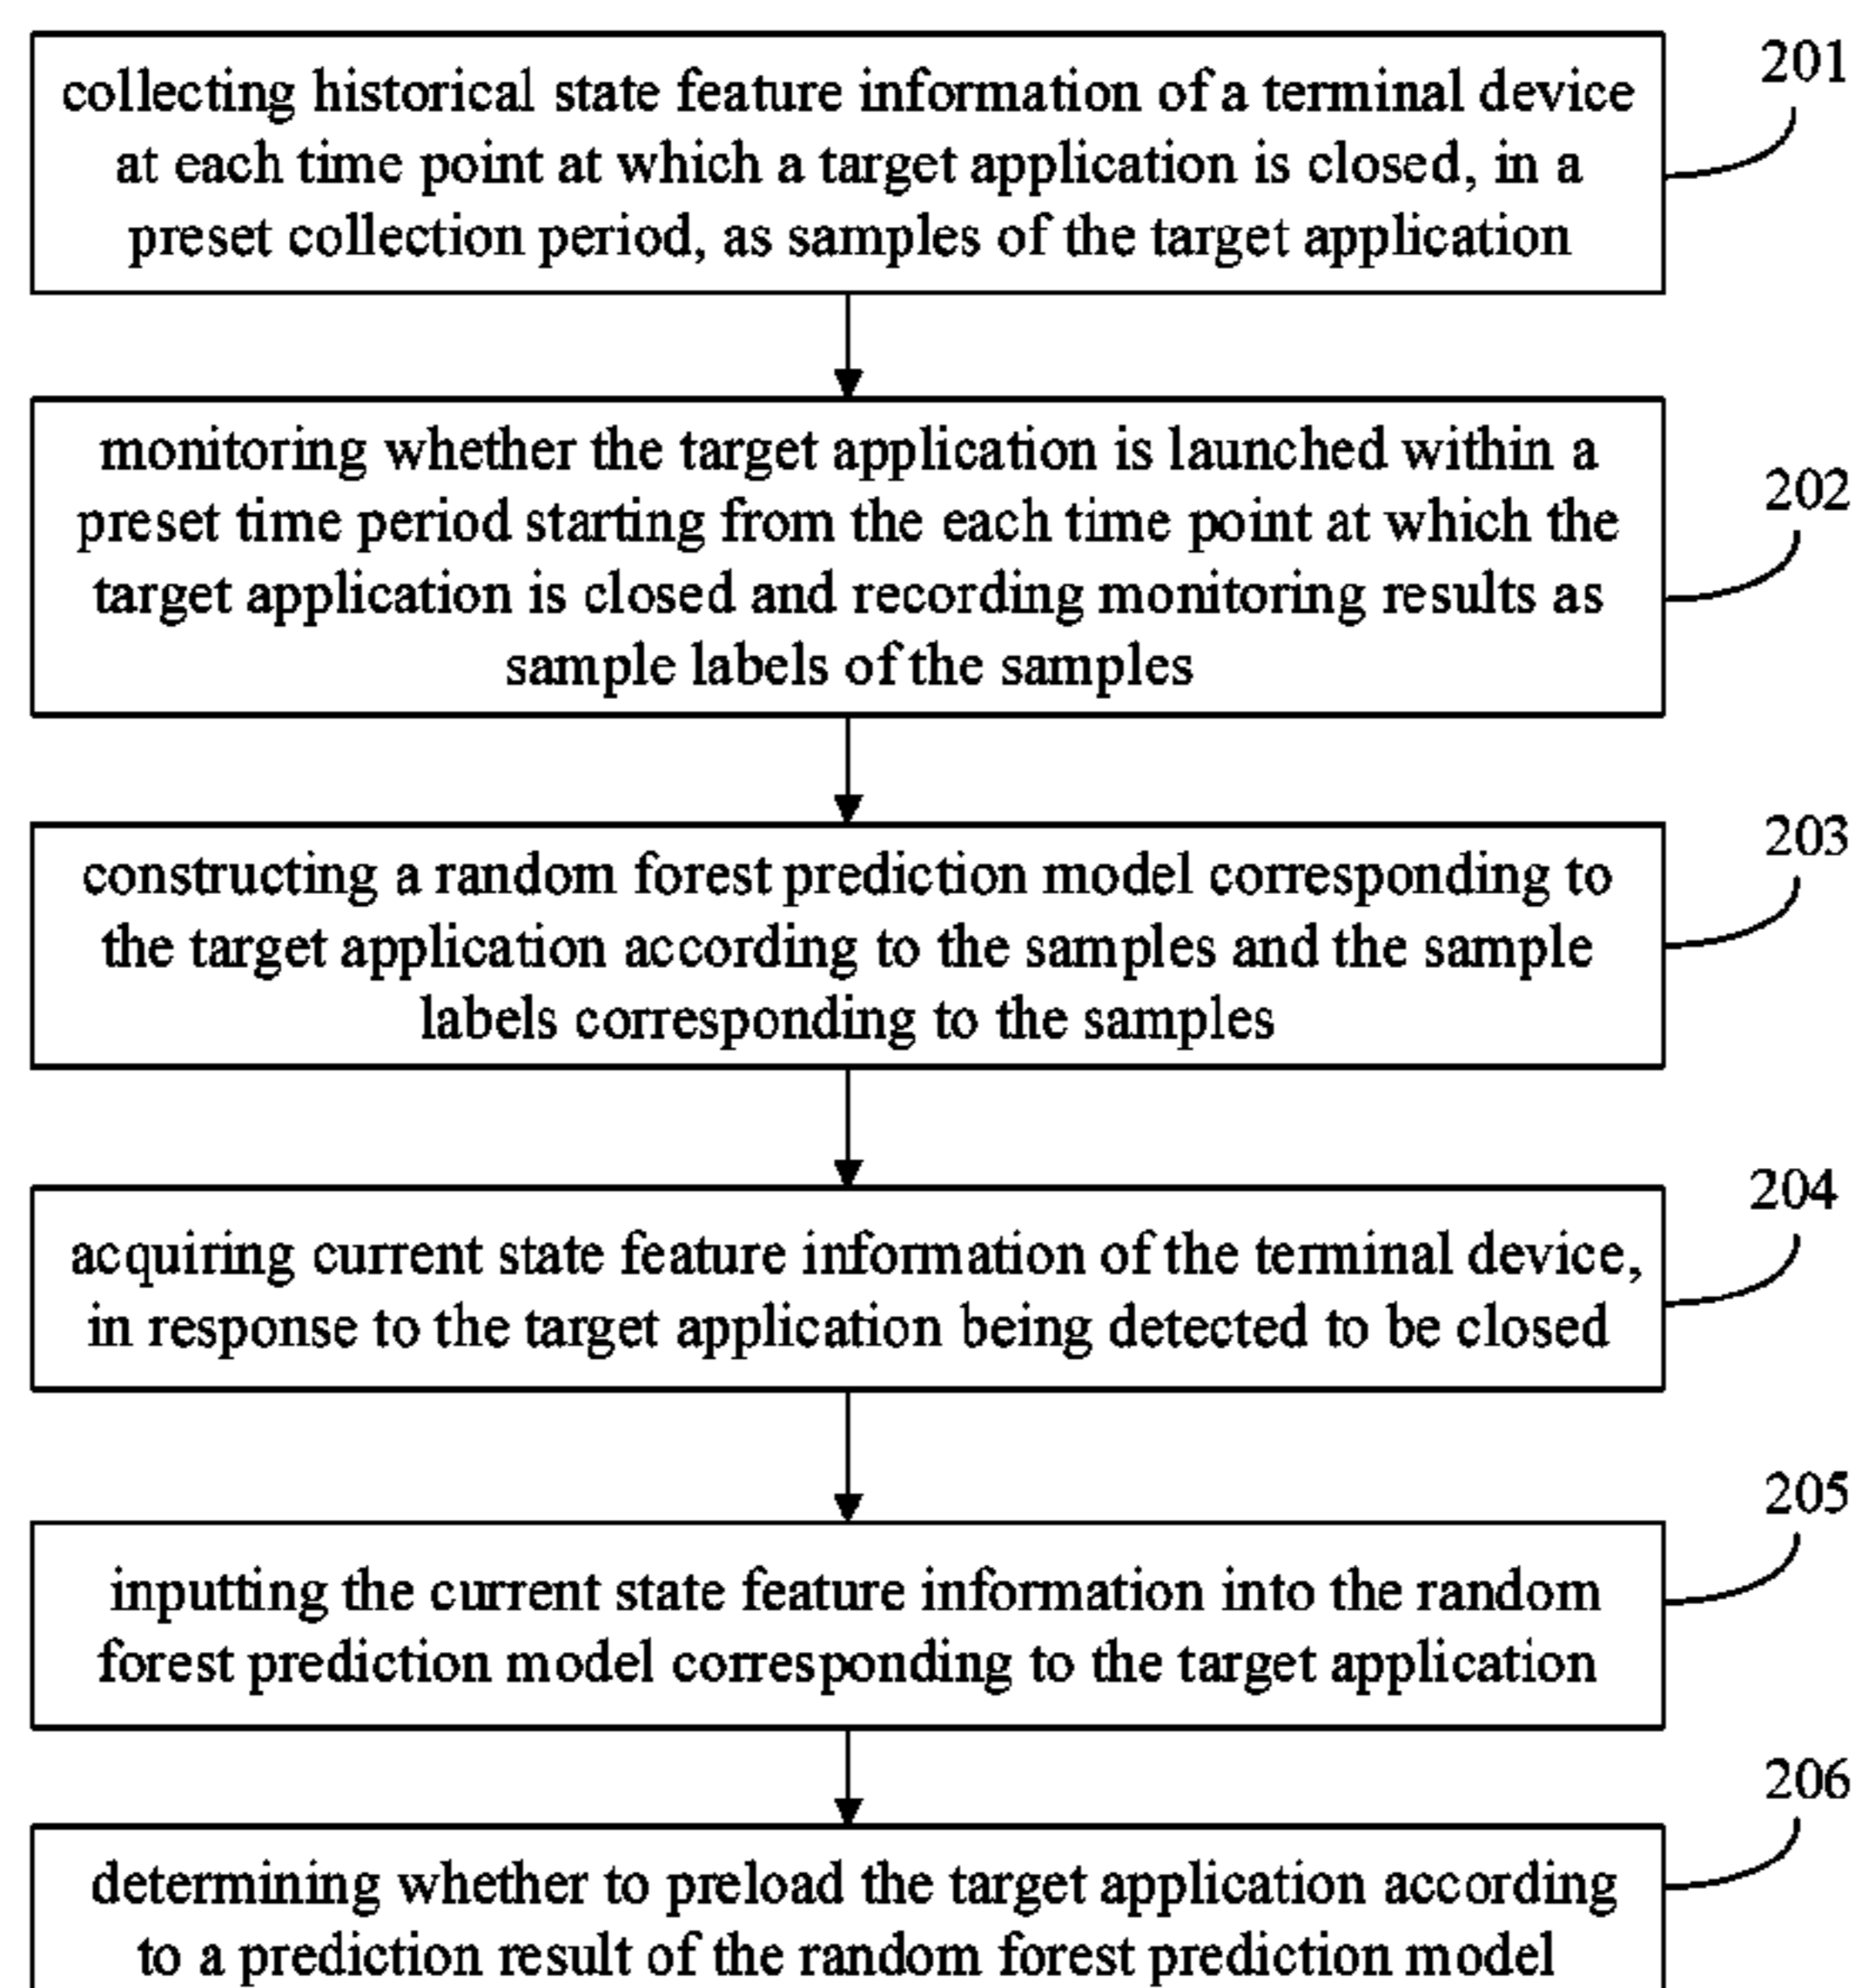 collecting historical state feature information of a terminal device
at each time point at which a target application is closed, in a
preset collection period, as samples of the target application
201
monitoring whether the target application is launched within a
preset time period starting from the each time point at which the
target application is closed and recording monitoring results as
sample labels of the samples
202
constructing a random forest prediction model corresponding to
the target application according to the samples and the sample
labels corresponding to the samples
203
acquiring current state feature information of the terminal device,
in response to the target application being detected to be closed
204
inputting the current state feature information into the random
forest prediction model corresponding to the target application
205
determining whether to preload the target application according
to a prediction result of the random forest prediction model
206